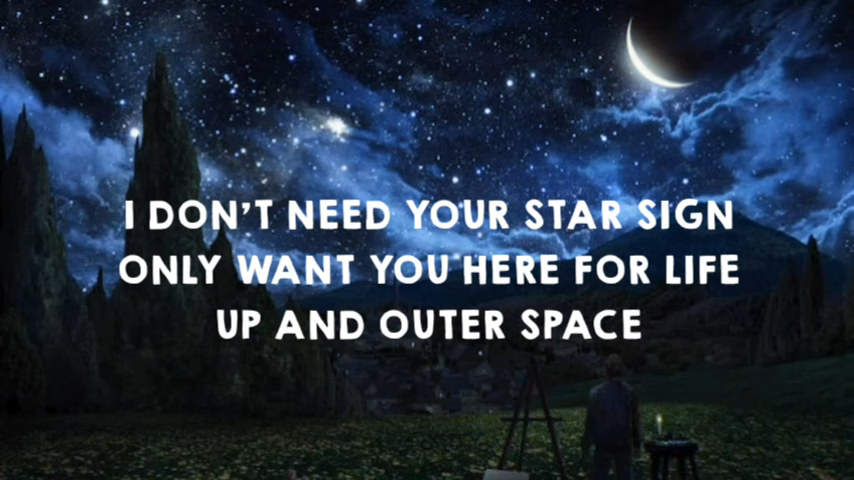 I DON'T NEED YOUR STAR SIGN
ONLY WANT YOU HERE FOR LIFE
UP AND OUTER SPACE